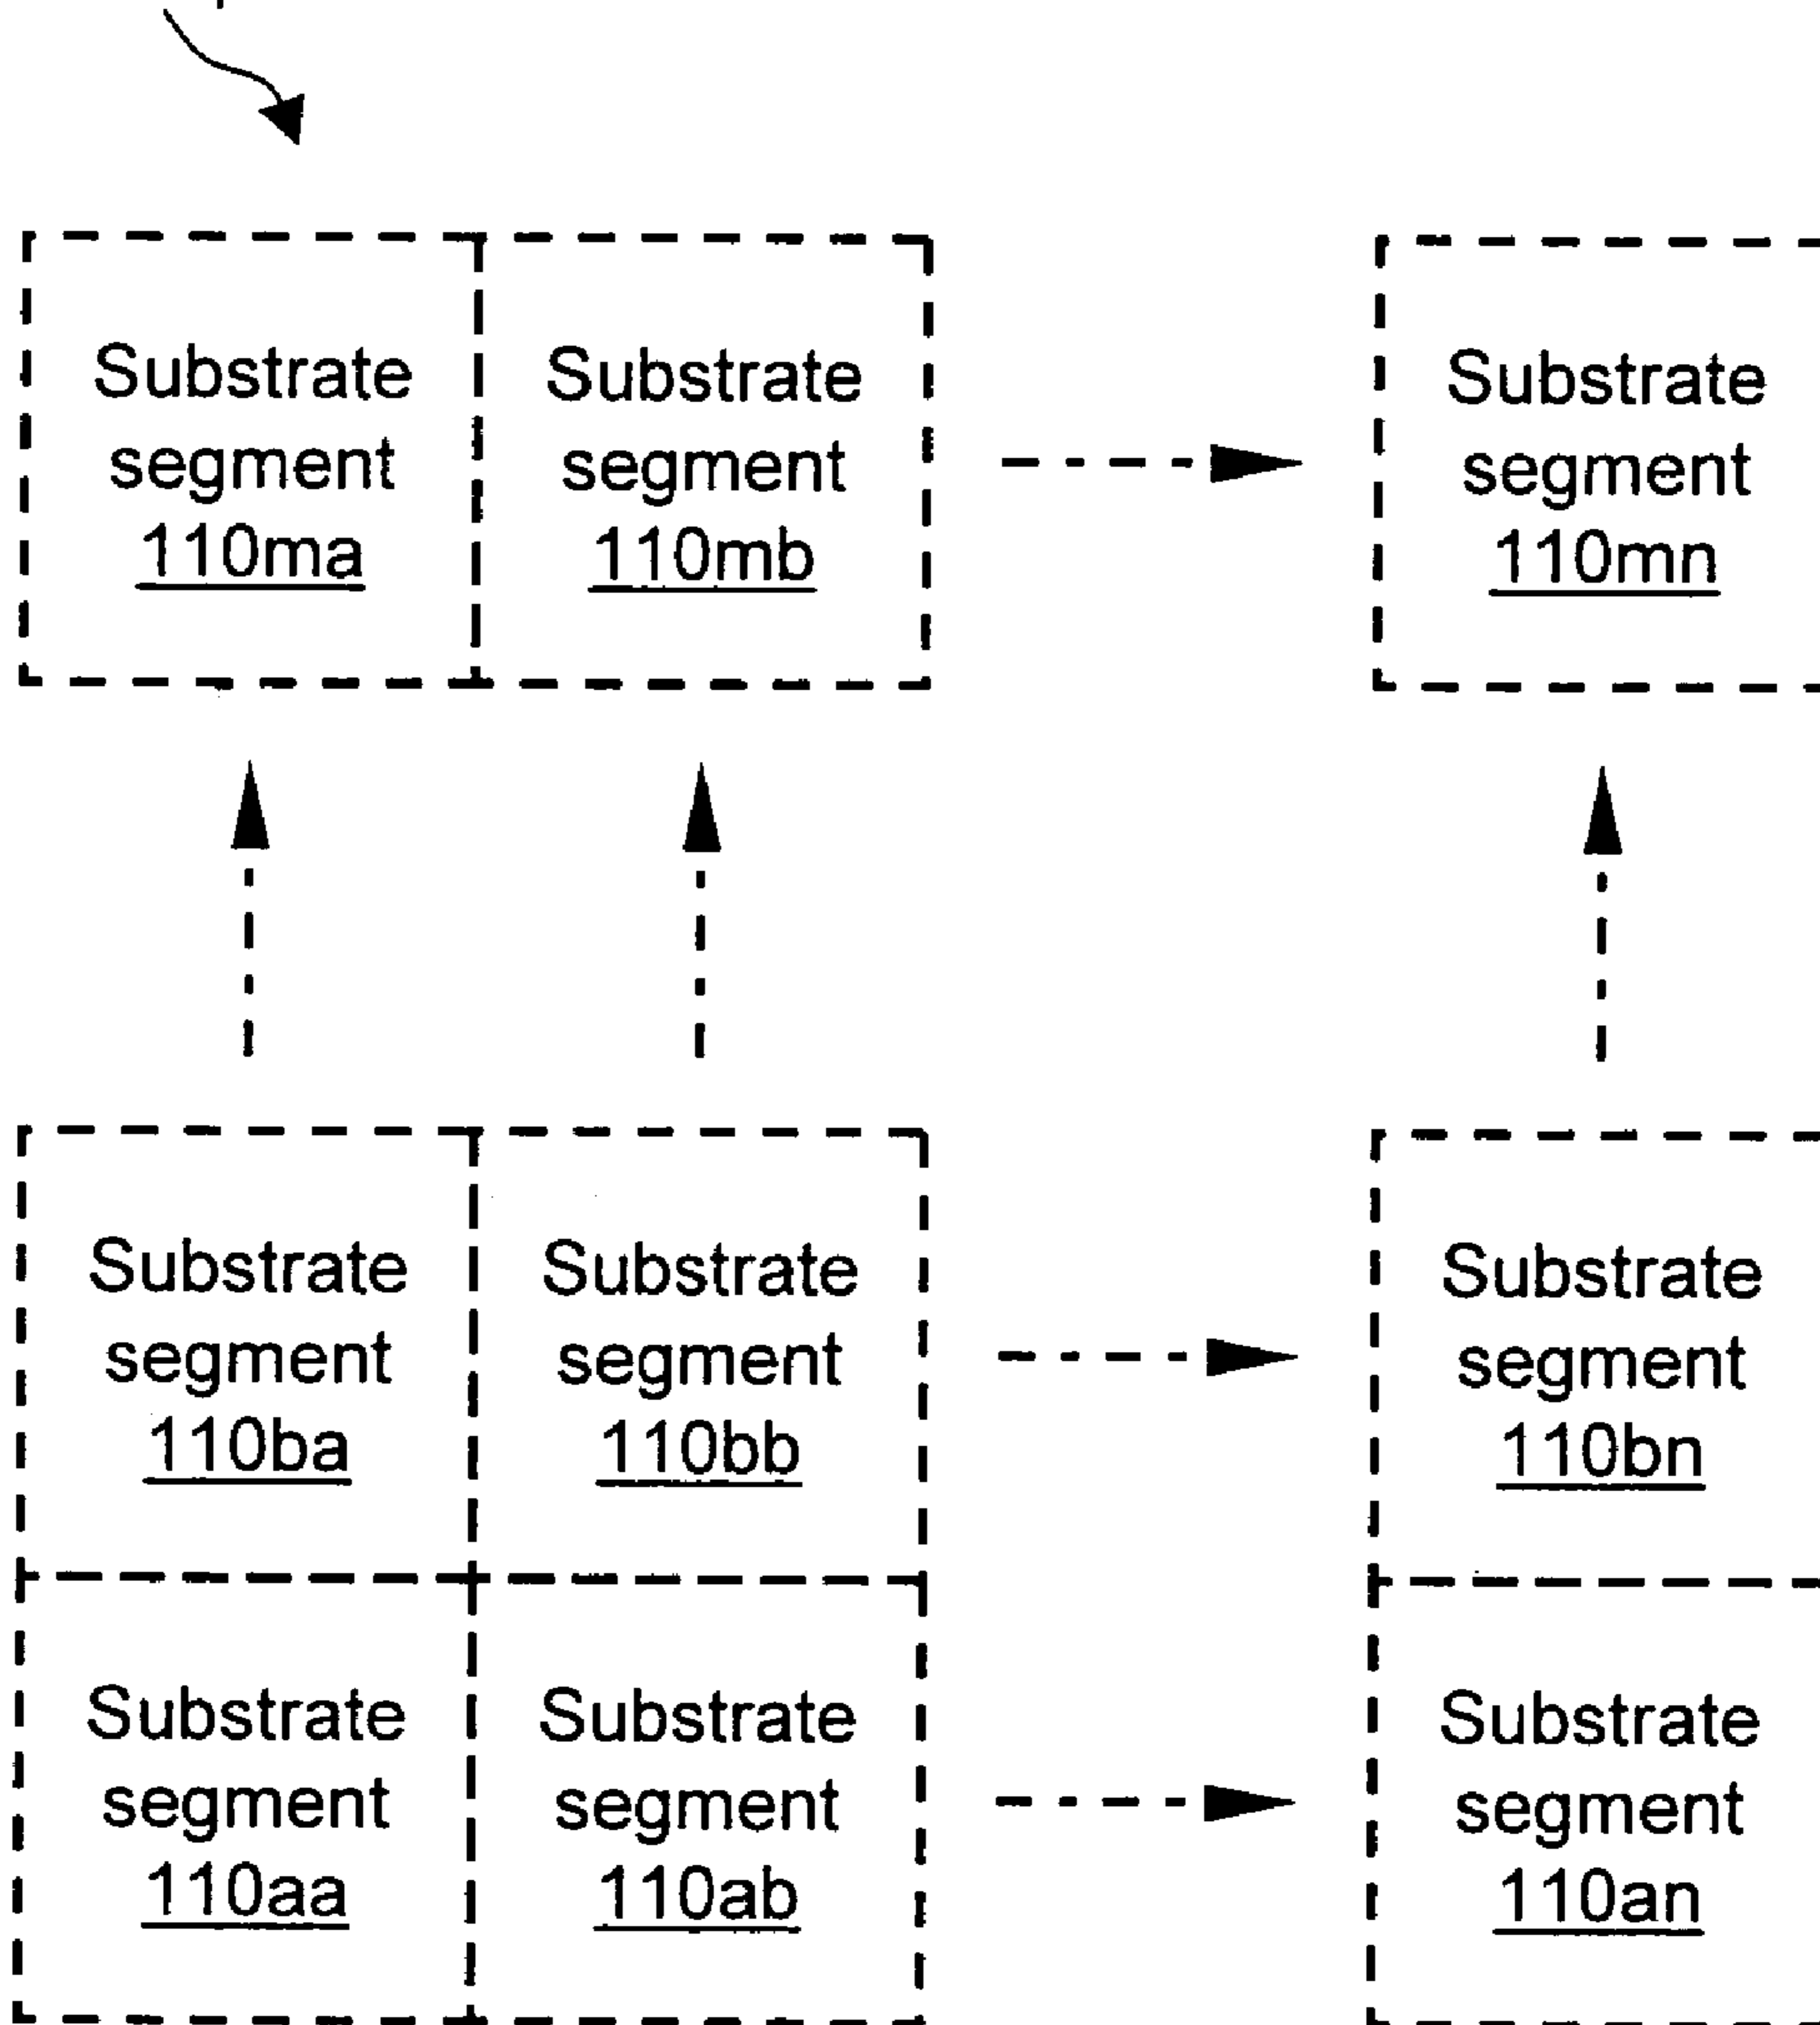 Substrate
segment
110ma
Substrate
segment
110mb
Substrate
segment
110mn
Substrate
segment
110ba
Substrate
segment
110bb
Substrate
segment
110bn
Substrate
segment
110aa
Substrate
segment
110ab
Substrate
segment
110an